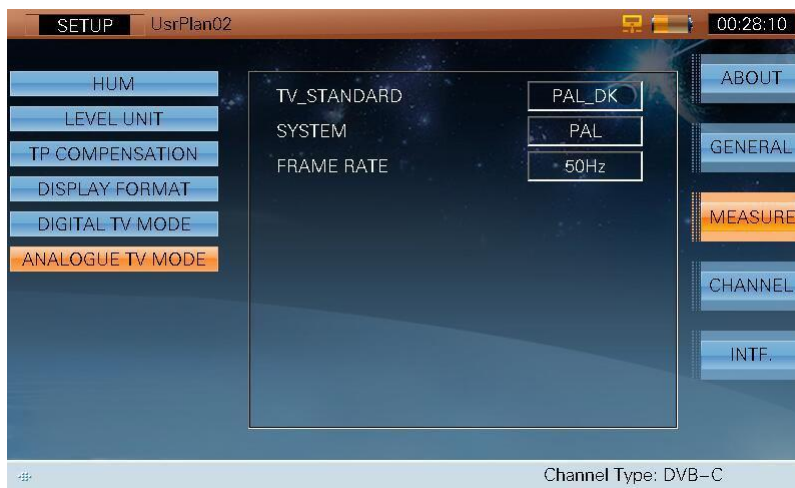 SETUP UsrPlan02 00:28:10
HUM
LEVEL UNIT
TP COMPENSATION
DISPLAY FORMAT
DIGITAL TV MODE
ANALOGUE TV MODE
TV_STANDARD PAL_DK
SYSTEM PAL
FRAME RATE 50Hz
ABOUT
GENERAL
MEASURE
CHANNEL
INTF.
Channel Type: DVB-C